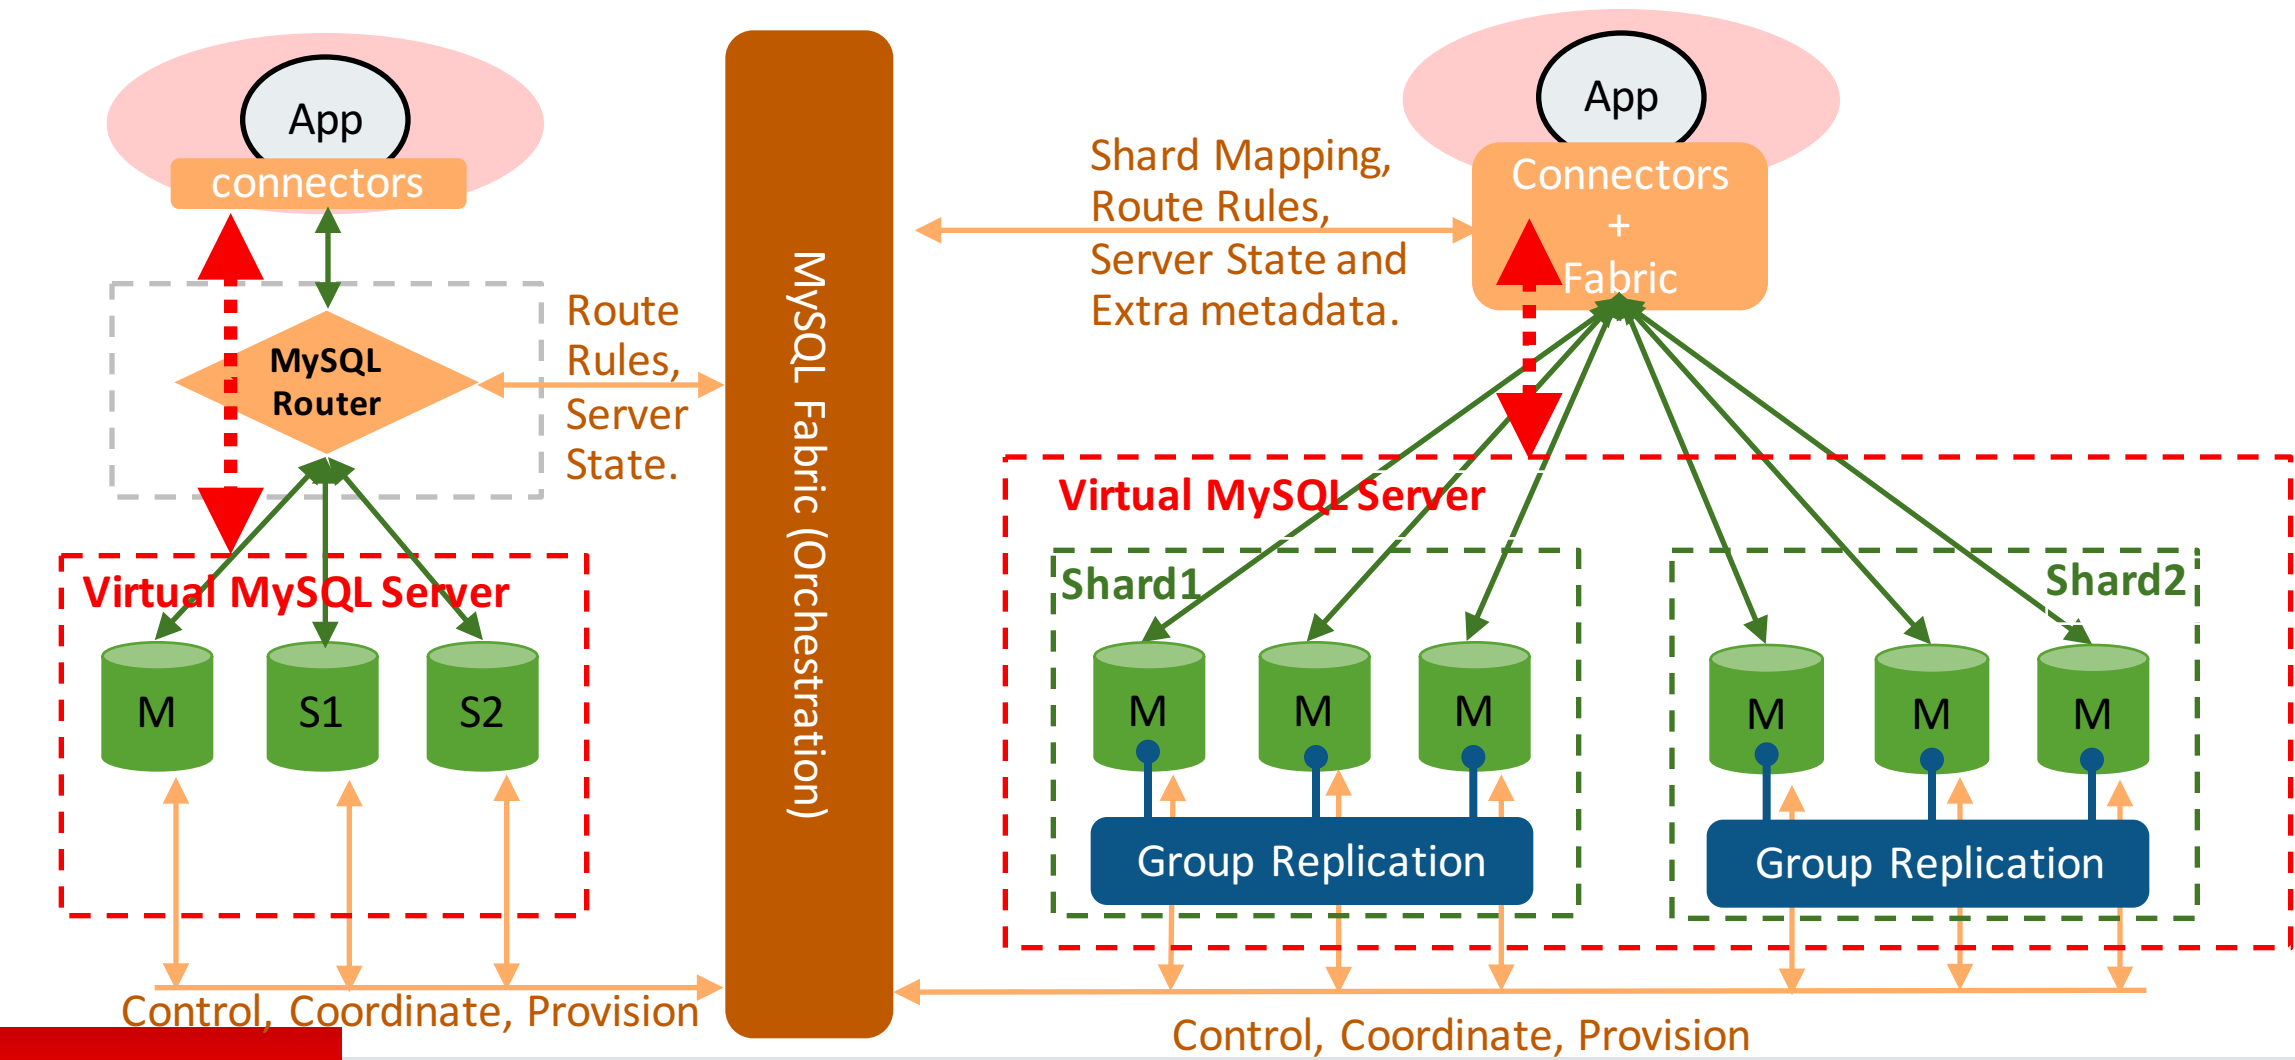 App
connectors
MySQL
Router
Route
Rules,
Server
State.
Virtual MySQL Server
M
S1
S2
Control, Coordinate, Provision
MySQL Fabric (Orchestration)
Shard Mapping,
Route Rules,
Server State and
Extra metadata.
App
Connectors
+
Fabric
Virtual MySQL Server
Shard1
M
M
M
Group Replication
Shard2
M
M
M
Group Replication
Control, Coordinate, Provision